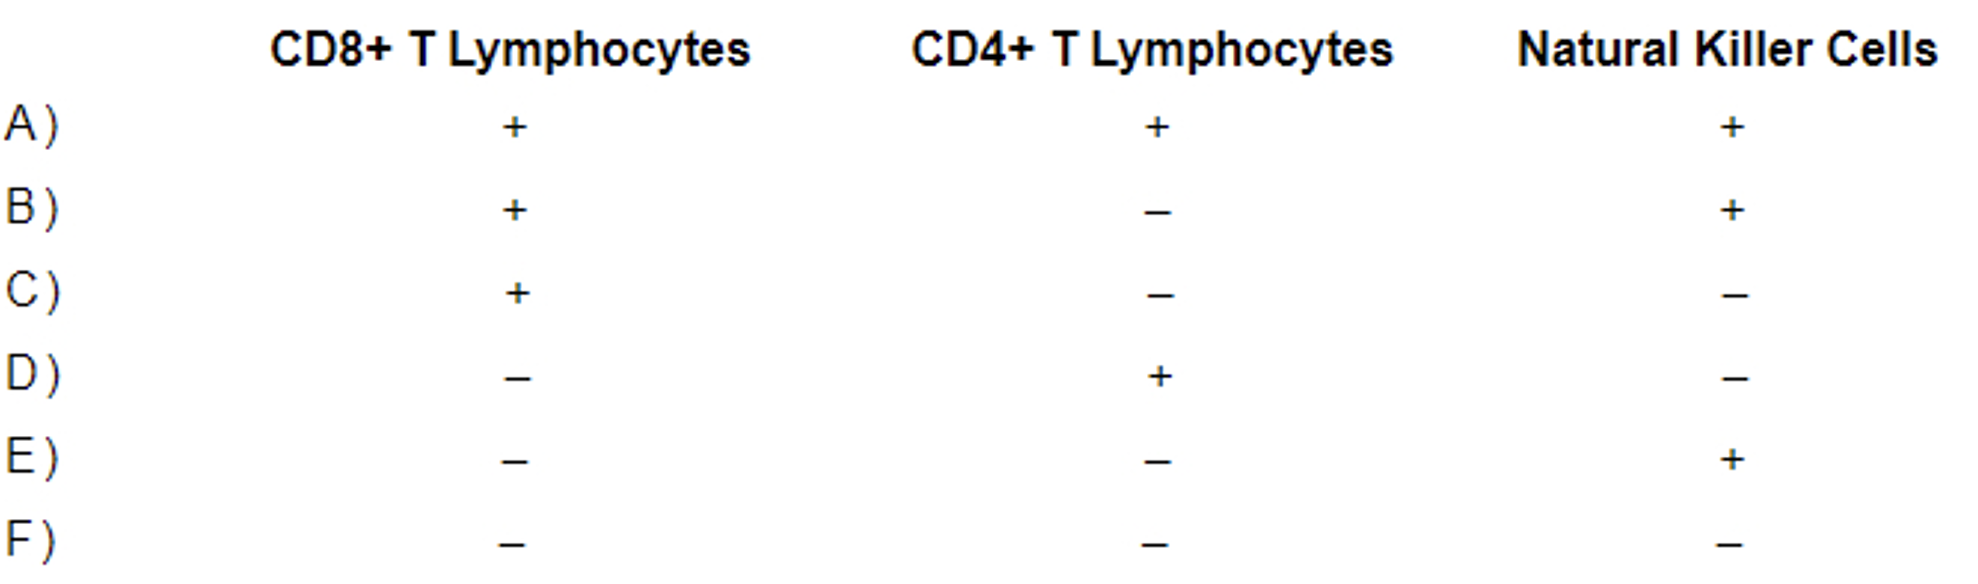 CD8+ T Lymphocytes CD4+ T Lymphocytes Natural Killer Cells
A) + + +
B) + – +
C) + – –
D) – + –
E) – – +
F) – – –